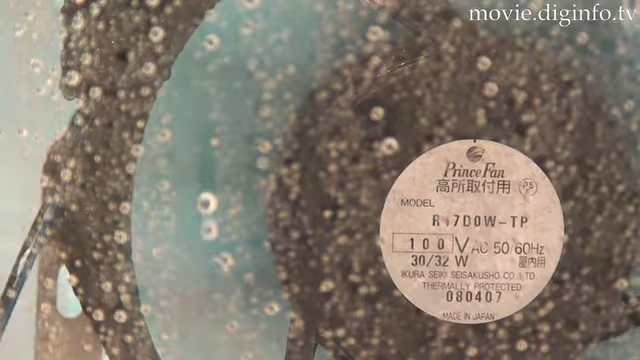 movie.diginfo.tv
Prince Fan
高所取付用
PS E
MODEL
7D0W-TP
100 V AC 50/60Hz
30/32 W 屋内用
IKURA SEIKI SEISAKUSHO CO.,LTD.
THERMALLY PROTECTED
080407
MADE IN JAPAN